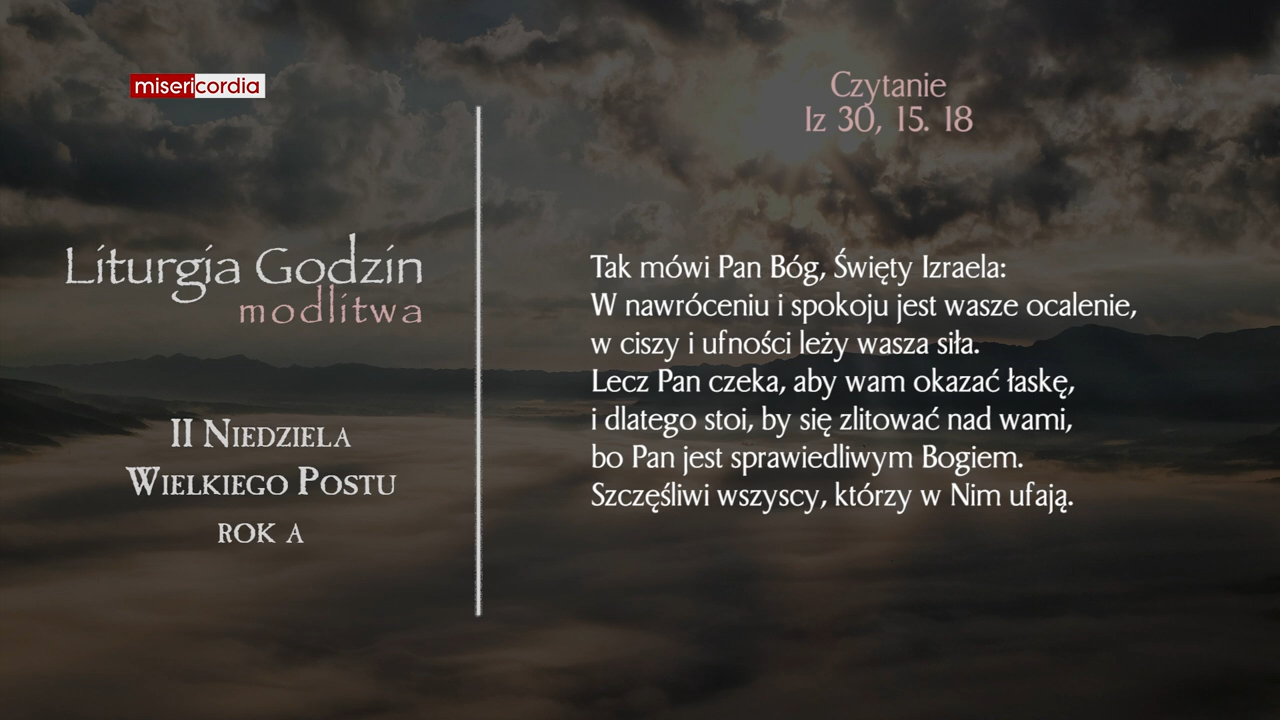 misericordia
Liturgia Godzin
modlitwa
II Niedziela
Wielkiego Postu
rok A
Czytanie
Iz 30, 15. 18
Tak mówi Pan Bóg, Święty Izraela:
W nawróceniu i spokoju jest wasze ocalenie,
w ciszy i ufności leży wasza siła.
Lecz Pan czeka, aby wam okazać łaskę,
i dlatego stoi, by się zlitować nad wami,
bo Pan jest sprawiedliwym Bogiem.
Szczęśliwi wszyscy, którzy w Nim ufają.